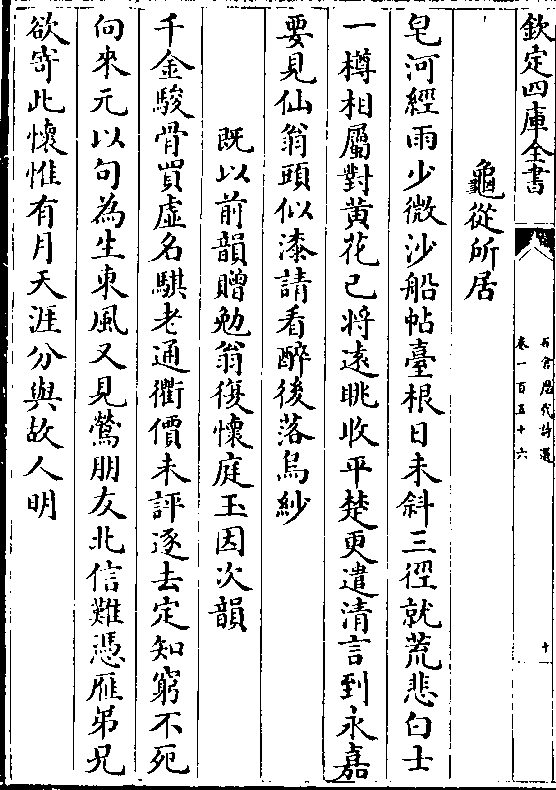 欽定四庫全書
石倉歷代詩選
卷一百五十六
十
龜從所居
皂河經雨少微沙船帖臺根日未斜三徑就荒悲白士
一樽相屬對黄花已將遠眺收平楚更遣清言到永嘉
要見仙翁頭似漆請看醉後落烏紗
既以前韻贈勉翁復懷庭玉因次韻
千金駿骨買虛名騏老通衢價未評逐去定知窮不死
向來元以句為生東風又見鶯朋友北信難憑雁弟兄
欲寄此懷惟有月天涯分與故人明